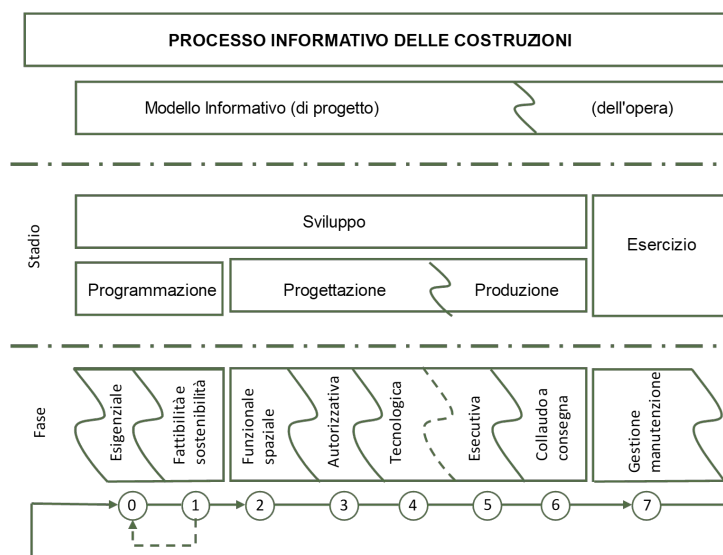 PROCESSO INFORMATIVO DELLE COSTRUZIONI
Modello Informativo (di progetto)
(dell'opera)
Stadio
Sviluppo
Esercizio
Programmazione
Progettazione
Produzione
Fase
Esigenziale
Fattibilità e
sostenibilità
Funzionale
spaziale
Autorizzativa
Tecnologica
Esecutiva
Collaudo a
consegna
Gestione
manutenzione
0
1
2
3
4
5
6
7